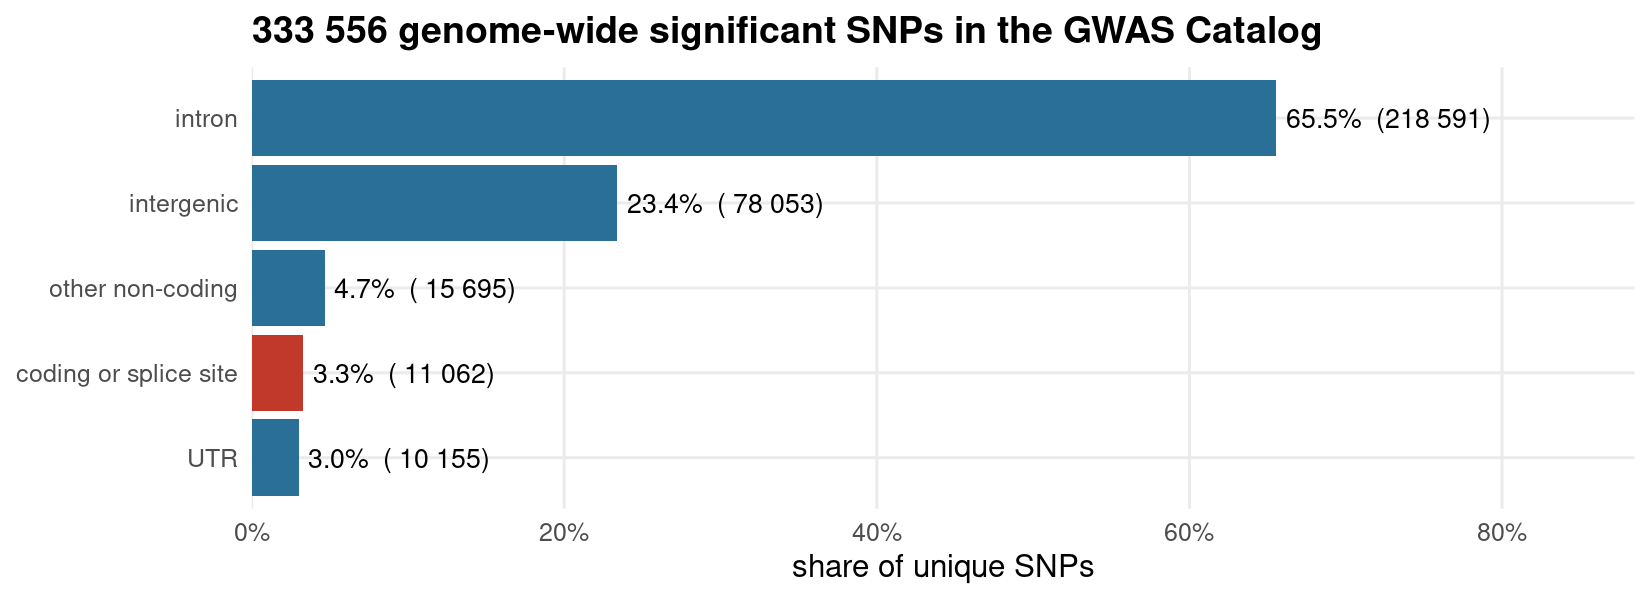 333 556 genome-wide significant SNPs in the GWAS Catalog
intron
65.5%  (218 591)
intergenic
23.4%  ( 78 053)
other non-coding
4.7%  ( 15 695)
coding or splice site
3.3%  ( 11 062)
UTR
3.0%  ( 10 155)
0% 20% 40% 60% 80%
share of unique SNPs